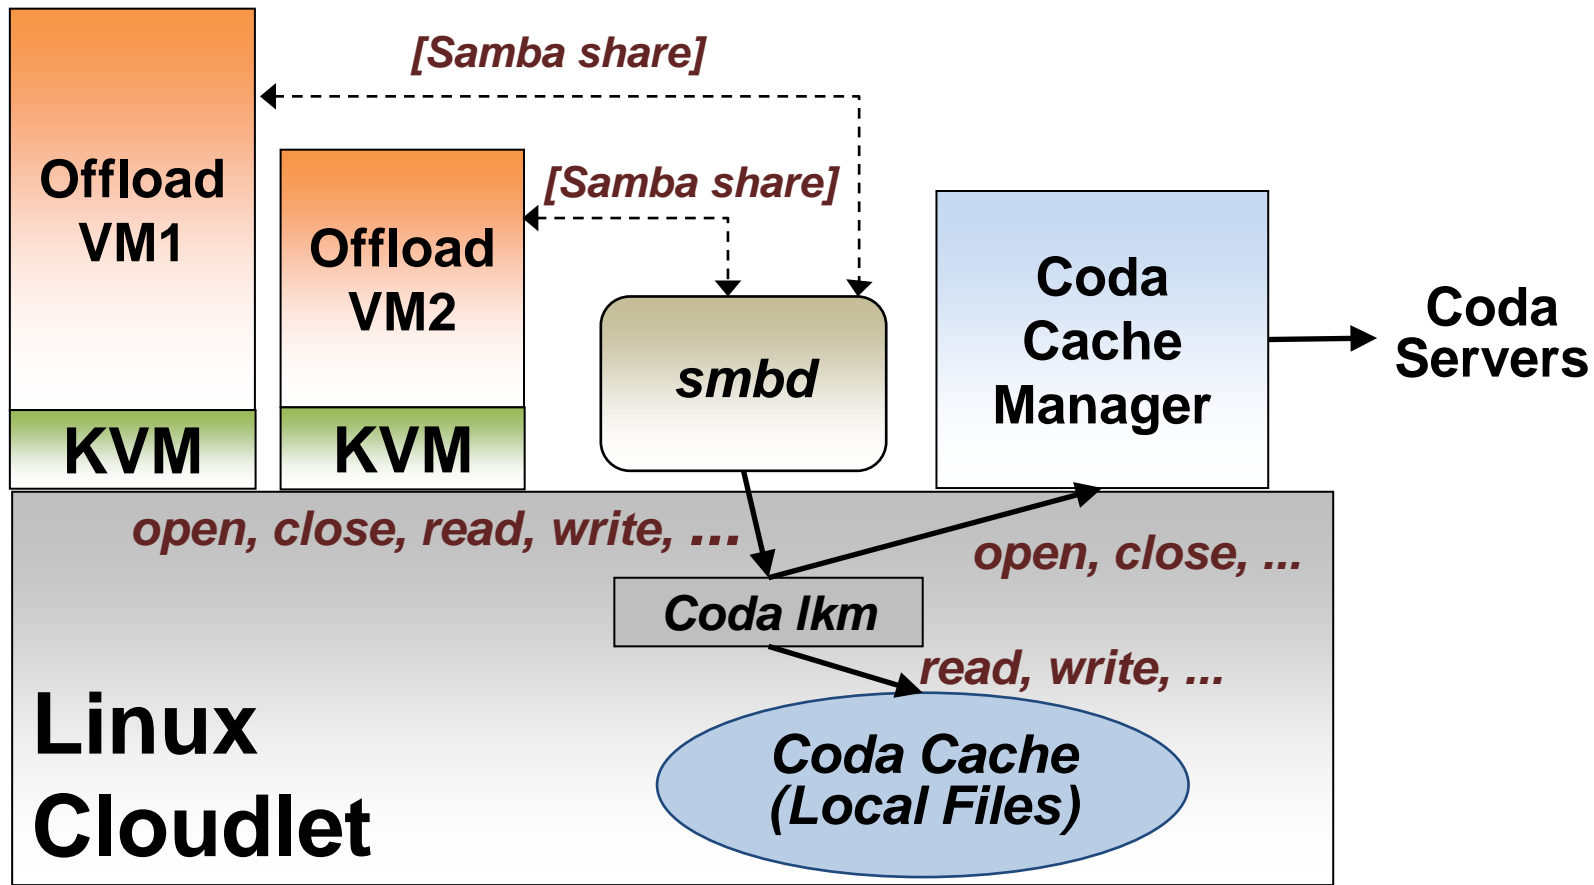 [Samba share]
Offload
VM1
[Samba share]
Offload
VM2
Coda
Cache
Manager
Coda
Servers
smbd
KVM
KVM
open, close, read, write, ...
open, close, ...
Coda lkm
read, write, ...
Linux
Cloudlet
Coda Cache
(Local Files)